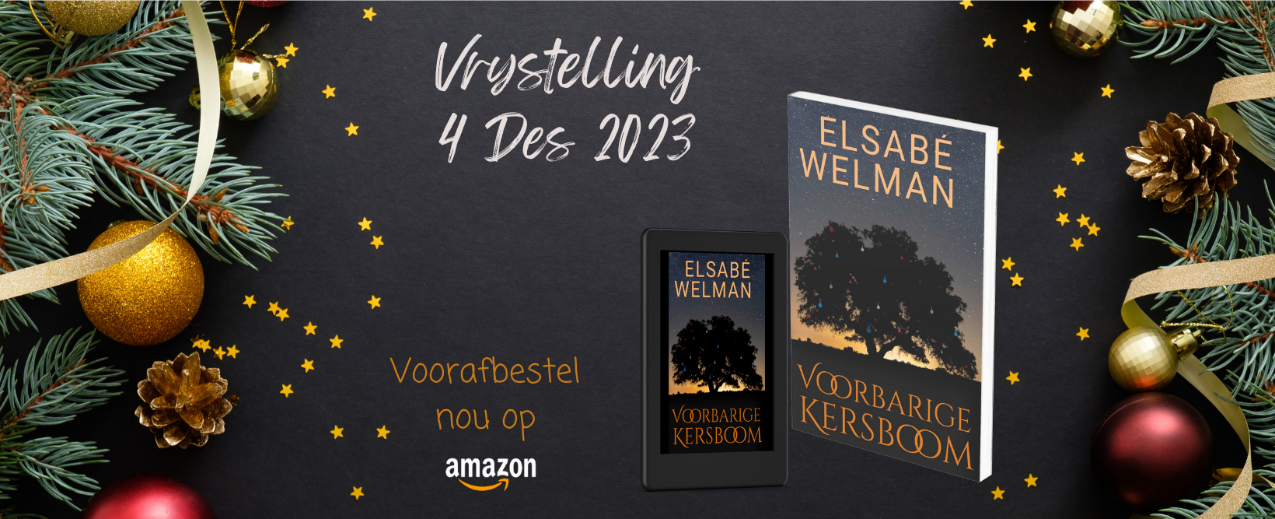 Vrystelling
4 Des 2023
Voorafbestel
nou op
amazon
ELSABÉ
WELMAN
VOORBARIGE
KERSBOOM
ELSABÉ
WELMAN
VOORBARIGE
KERSBOOM